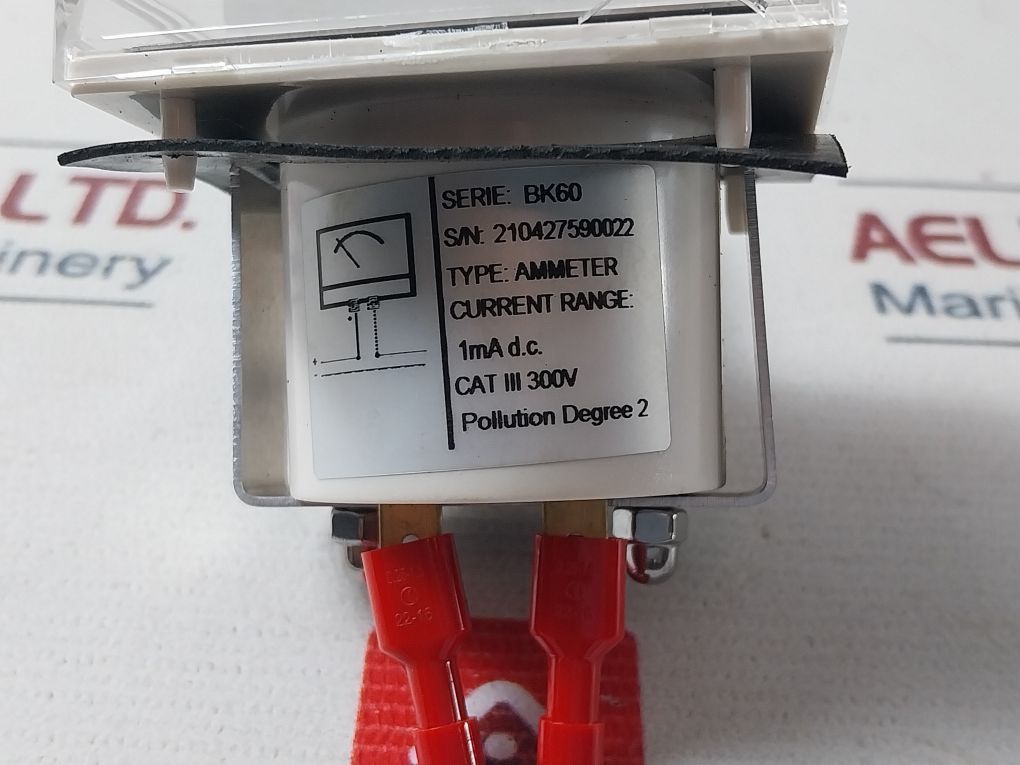 SERIE: BK60
S/N: 210427590022
TYPE: AMMETER
CURRENT RANGE:
1mA d.c.
CAT III 300V
Pollution Degree 2
+
-
LTD.
inery
AEL
Mari
22-16